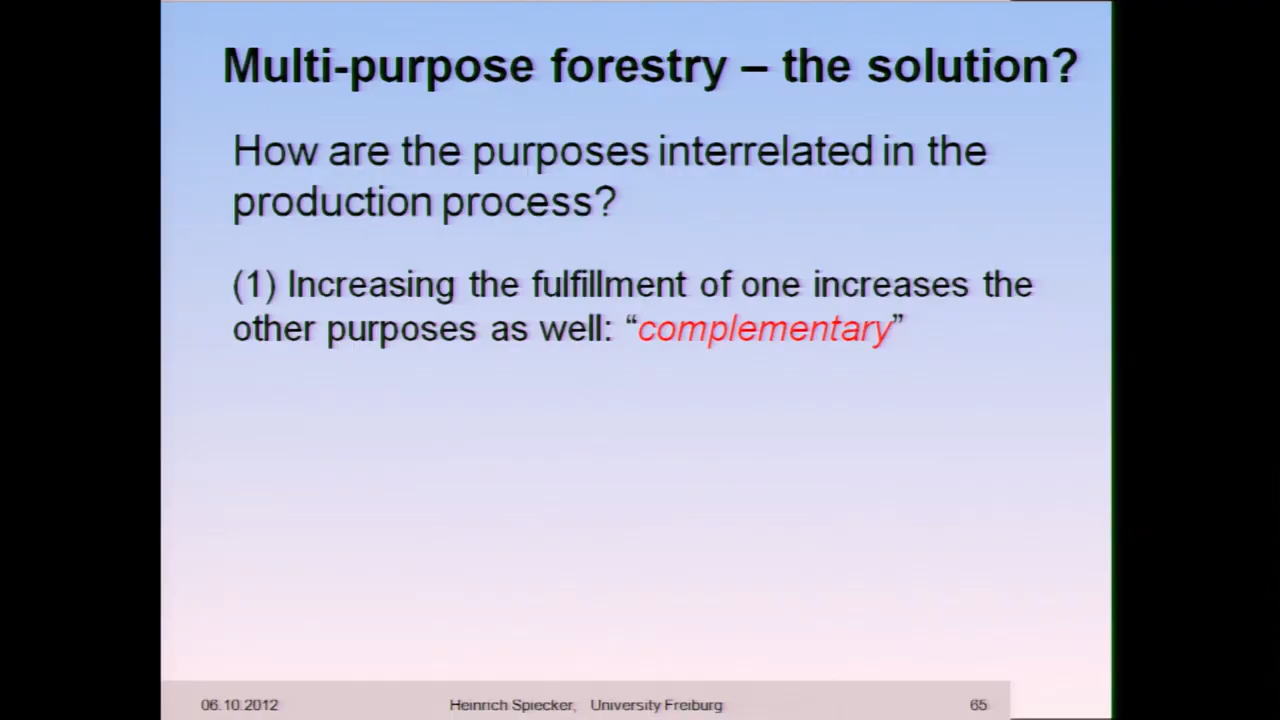 Multi-purpose forestry – the solution?
How are the purposes interrelated in the
production process?
(1) Increasing the fulfillment of one increases the
other purposes as well: “complementary”
06.10.2012 Heinrich Spiecker, University Freiburg 65